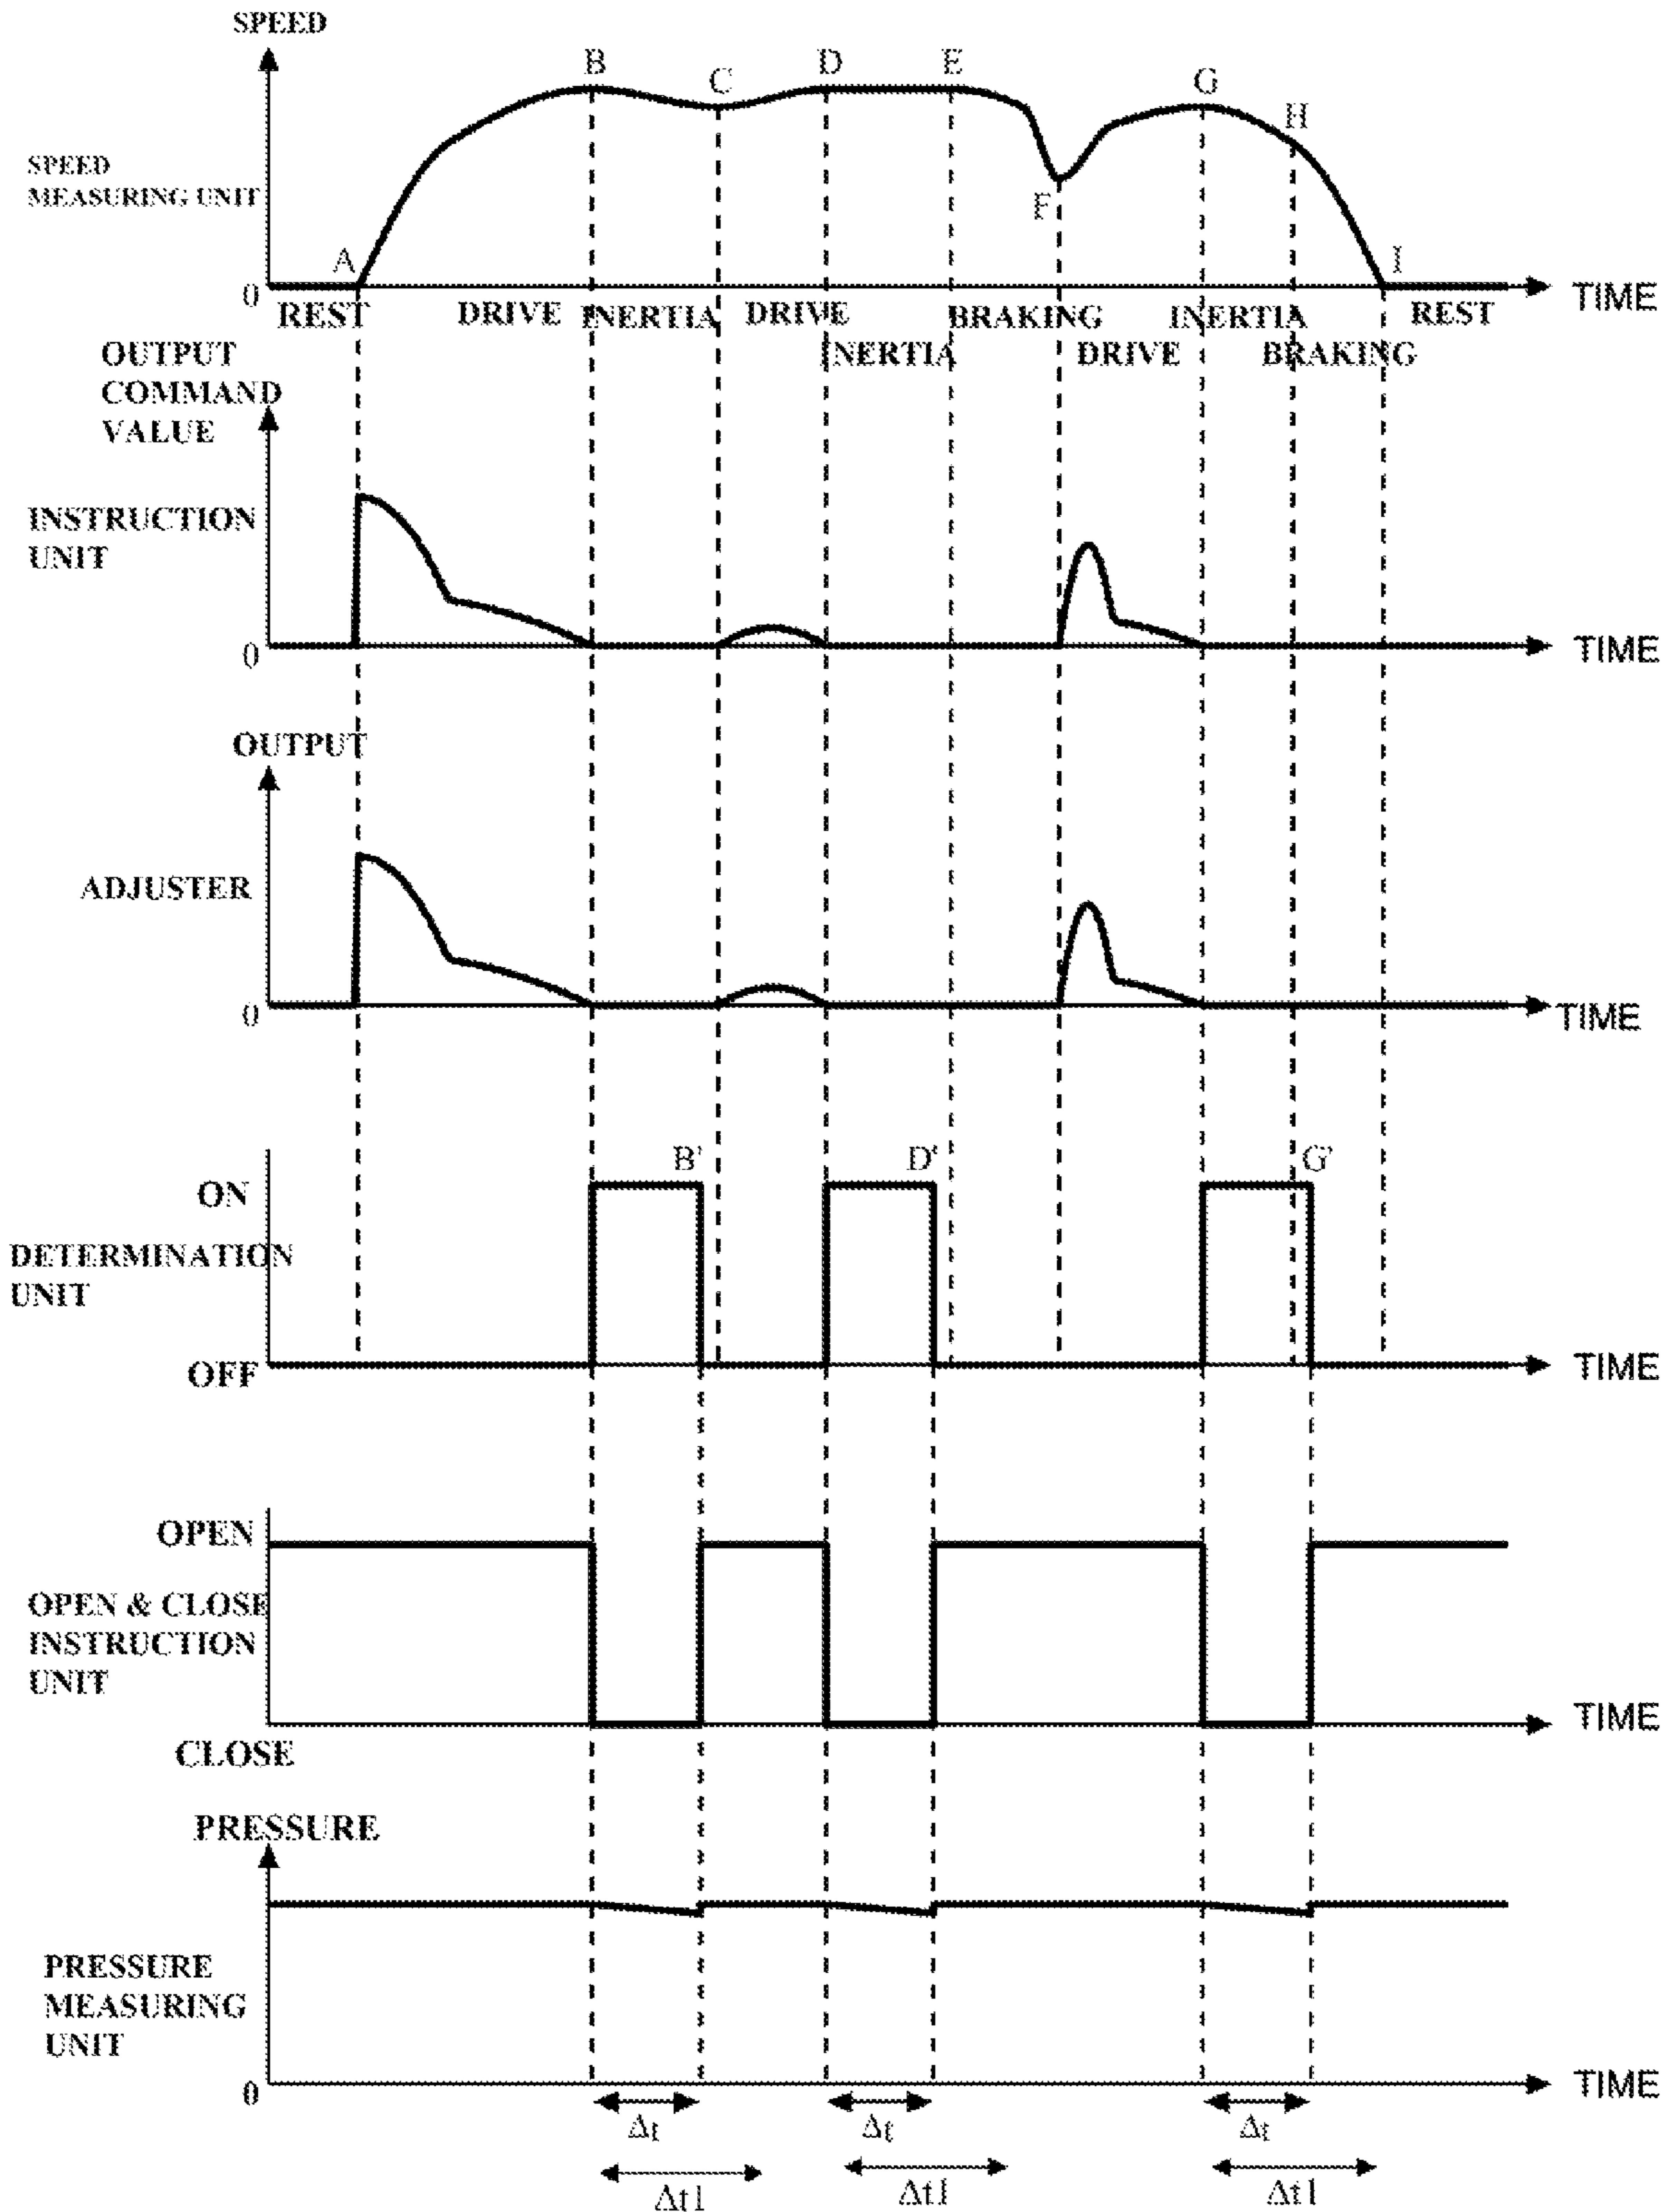 SPEED
B
C
D
E
G
H
SPEED
MEASURING UNIT
F
A
I
0
TIME
REST
DRIVE
INERTIA
DRIVE
BRAKING
INERTIA
REST
INERTIA
DRIVE
BRAKING
OUTPUT
COMMAND
VALUE
INSTRUCTION
UNIT
0
TIME
OUTPUT
ADJUSTER
0
TIME
B'
D'
G'
ON
DETERMINATION
UNIT
OFF
TIME
OPEN
OPEN & CLOSE
INSTRUCTION
UNIT
TIME
CLOSE
PRESSURE
PRESSURE
MEASURING
UNIT
0
TIME
Δt
Δt
Δt
Δt1
Δt1
Δt1